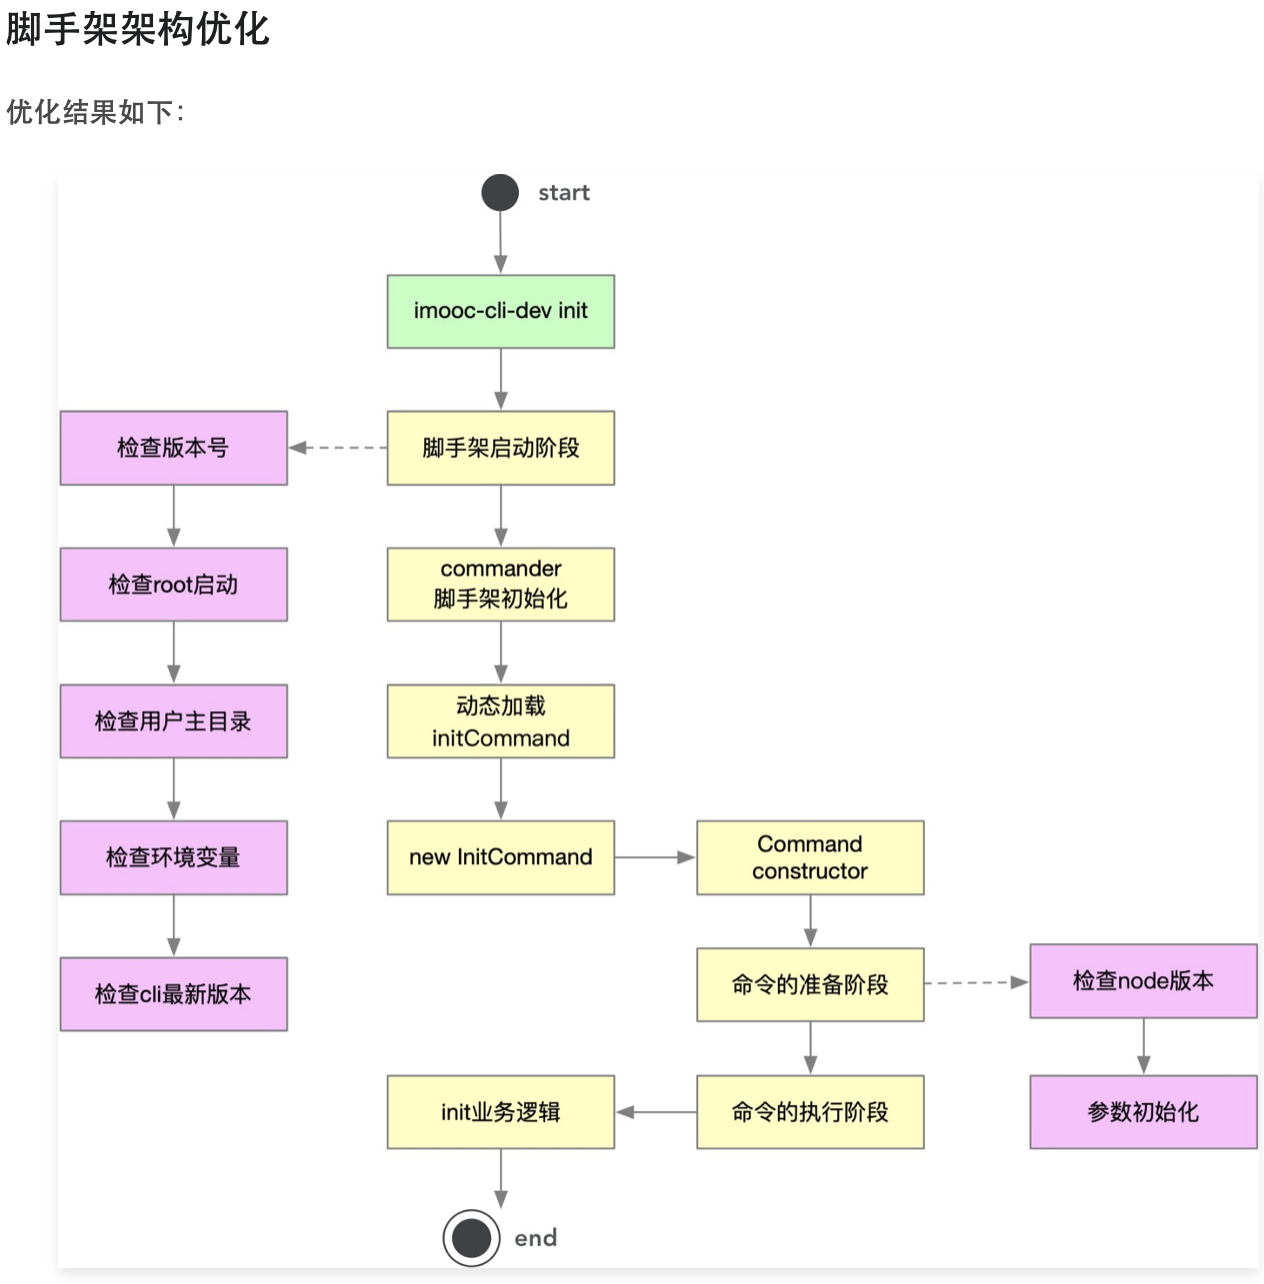 脚手架架构优化
优化结果如下：
start
imooc-cli-dev init
检查版本号
脚手架启动阶段
检查root启动
commander
脚手架初始化
检查用户主目录
动态加载
initCommand
检查环境变量
new InitCommand
Command
constructor
检查cli最新版本
命令的准备阶段
检查node版本
init业务逻辑
命令的执行阶段
参数初始化
end